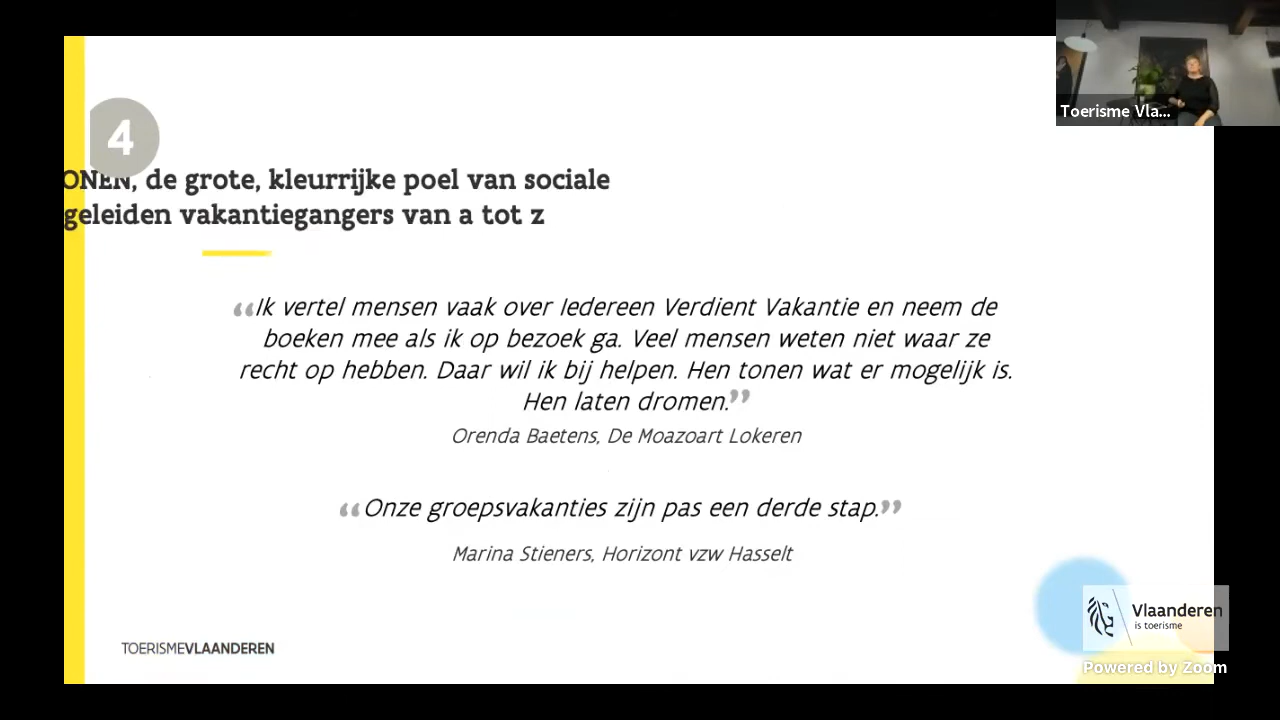 Toerisme Vla...
4
ONEN, de grote, kleurrijke poel van sociale
geleiden vakantiegangers van a tot z
“Ik vertel mensen vaak over Iedereen Verdient Vakantie en neem de
boeken mee als ik op bezoek ga. Veel mensen weten niet waar ze
recht op hebben. Daar wil ik bij helpen. Hen tonen wat er mogelijk is.
Hen laten dromen.”
Orenda Baetens, De Moazoart Lokeren
“Onze groepsvakanties zijn pas een derde stap.”
Marina Stieners, Horizont vzw Hasselt
TOERISMEVLAANDEREN
Vlaanderen
is toerisme
Powered by Zoom